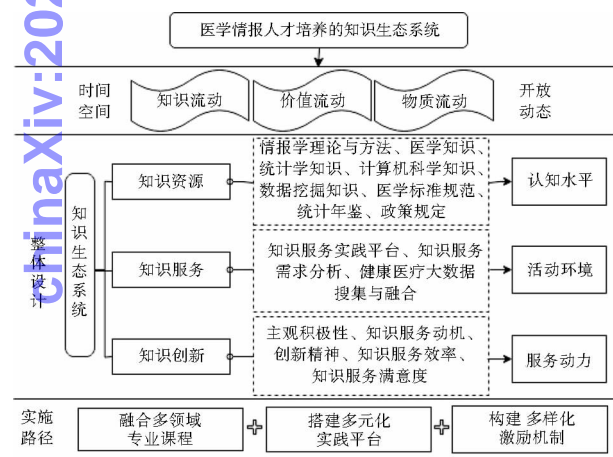 医学情报人才培养的知识生态系统
时间
空间
知识流动
价值流动
物质流动
开放
动态
整体设计
知识生态系统
知识资源
情报学理论与方法、医学知识、
统计学知识、计算机科学知识、
数据挖掘知识、医学标准规范、
统计年鉴、政策规定
认知水平
知识服务
知识服务实践平台、知识服务
需求分析、健康医疗大数据
搜集与融合
活动环境
知识创新
主观积极性、知识服务动机、
创新精神、知识服务效率、
知识服务满意度
服务动力
实施
路径
融合多领域
专业课程
+
搭建多元化
实践平台
+
构建 多样化
激励机制
chinaXiv:202